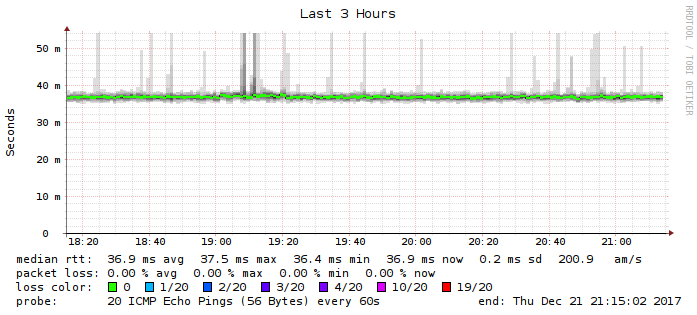 Last 3 Hours
RRDTOOL / TOBI OETIKER
Seconds
50 m
40 m
30 m
20 m
10 m
0
18:20 18:40 19:00 19:20 19:40 20:00 20:20 20:40 21:00
median rtt: 36.9 ms avg 37.5 ms max 36.4 ms min 36.9 ms now 0.2 ms sd 200.9 am/s
packet loss: 0.00 % avg 0.00 % max 0.00 % min 0.00 % now
loss color: 0 1/20 2/20 3/20 4/20 10/20 19/20
probe: 20 ICMP Echo Pings (56 Bytes) every 60s end: Thu Dec 21 21:15:02 2017